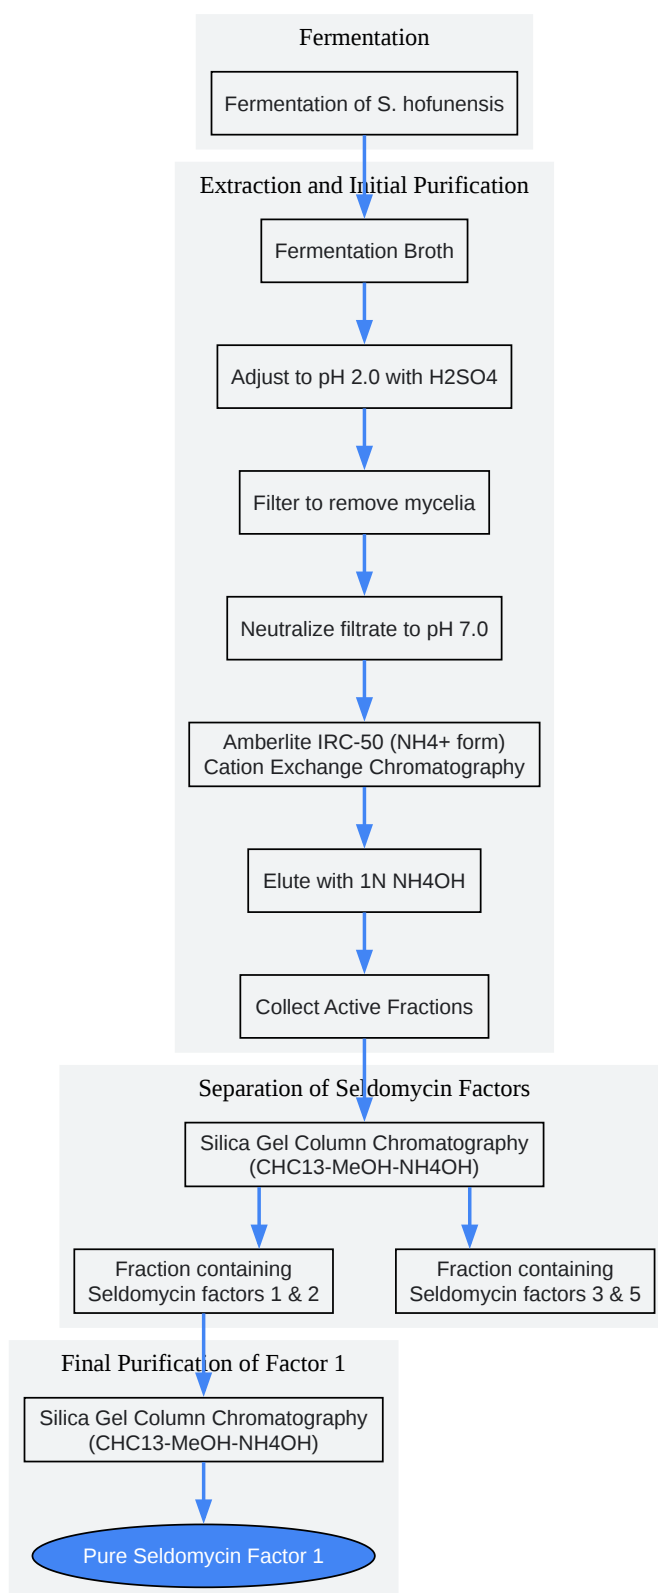 Fermentation
Fermentation of S. hofunensis
Extraction and Initial Purification
Fermentation Broth
Adjust to pH 2.0 with H2SO4
Filter to remove mycelia
Neutralize filtrate to pH 7.0
Amberlite IRC-50 (NH4+ form)
Cation Exchange Chromatography
Elute with 1N NH4OH
Collect Active Fractions
Separation of Seldomycin Factors
Silica Gel Column Chromatography
(CHC13-MeOH-NH4OH)
Fraction containing
Seldomycin factors 1 & 2
Fraction containing
Seldomycin factors 3 & 5
Final Purification of Factor 1
Silica Gel Column Chromatography
(CHC13-MeOH-NH4OH)
Pure Seldomycin Factor 1